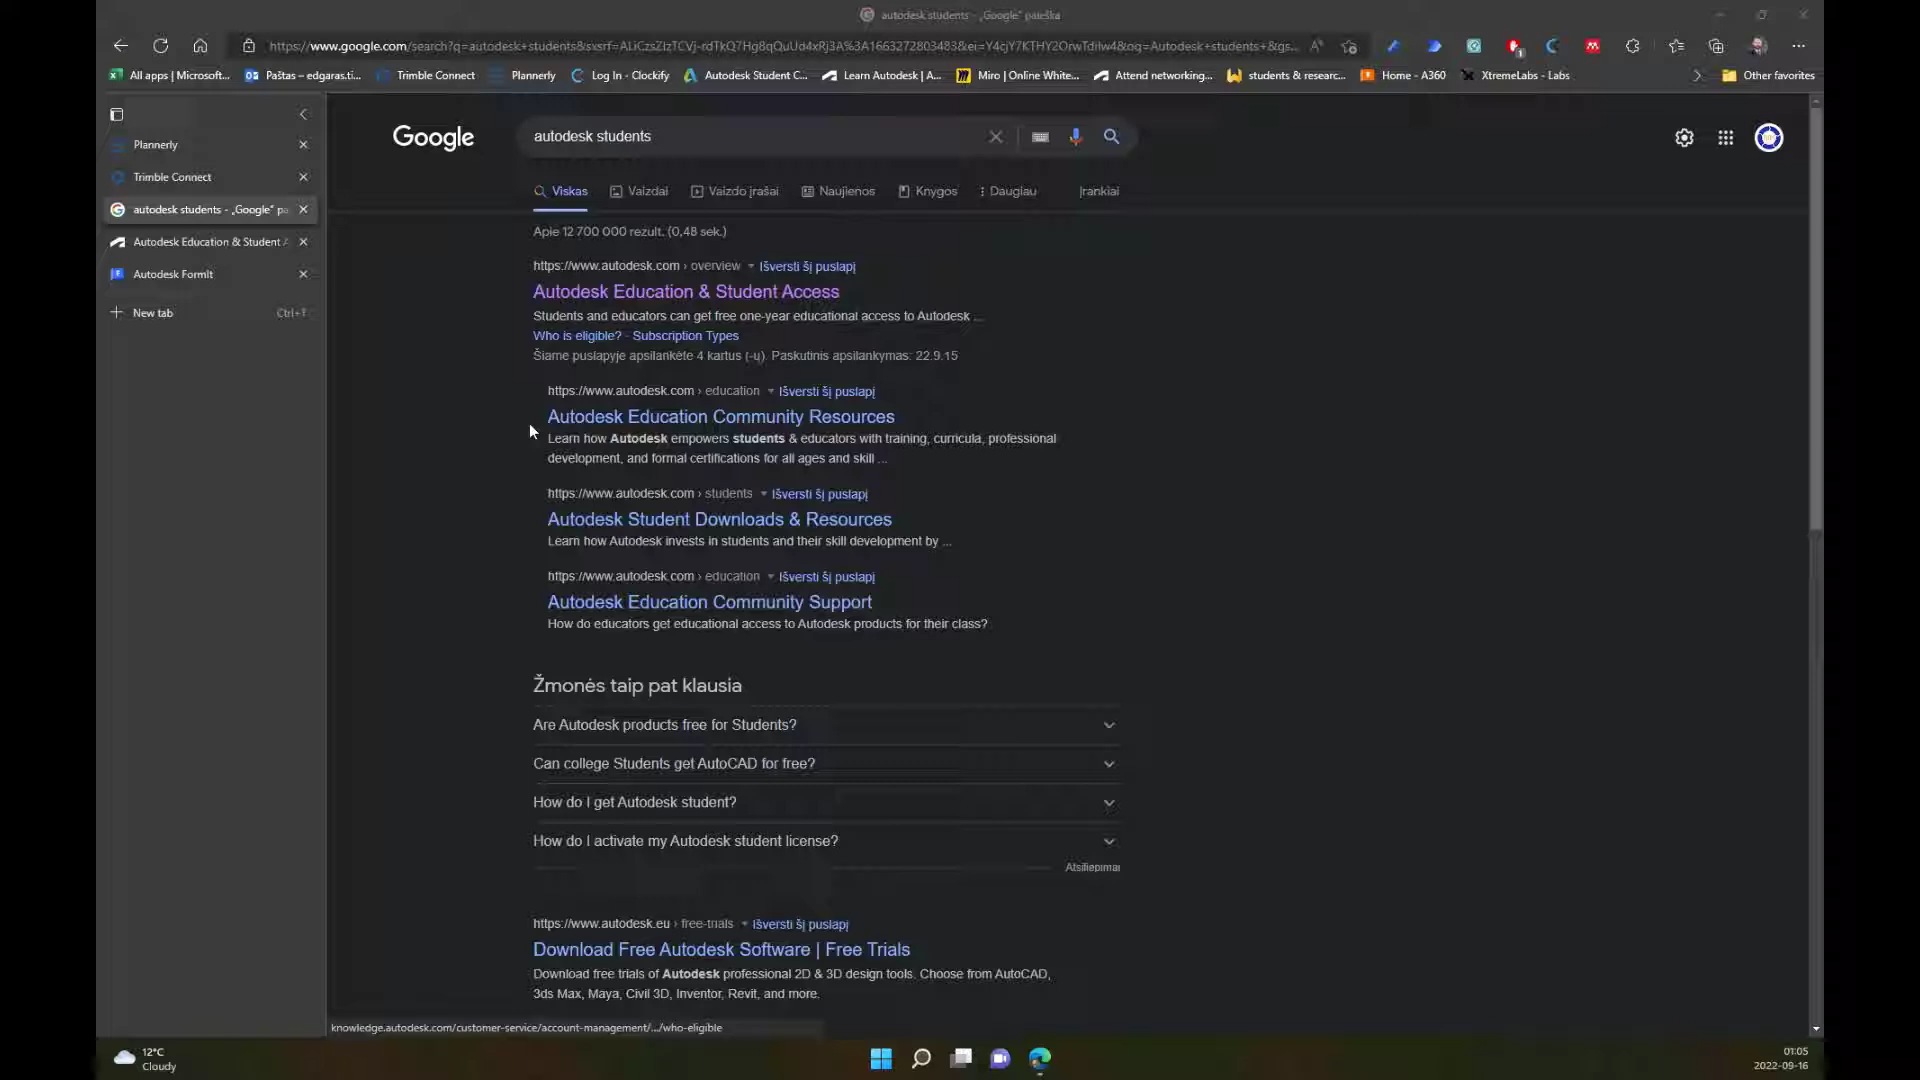 autodesk students - „Google“ paieška
https://www.google.com/search?q=autodesk+students&sxsrf=ALiCzsZIzTCVj-rdTkQ7Hg8qQuUd4xRj3A%3A1663272803483&ei=Y4cjY7KTHY2OrwTdilw4&oq=Autodesk+students+&gs...
All apps | Microsoft...
Paštas – edgaras.ti...
Trimble Connect
Plannerly
Log In - Clockify
Autodesk Student C...
Learn Autodesk | A...
Miro | Online White...
Attend networking...
students & researc...
Home - A360
XtremeLabs - Labs
Other favorites
Plannerly
Trimble Connect
autodesk students - „Google“ pa
Autodesk Education & Student A
Autodesk FormIt
New tab Ctrl+T
Google
autodesk students
Viskas Vaizdai Vaizdo įrašai Naujienos Knygos Daugiau Įrankiai
Apie 12 700 000 rezult. (0,48 sek.)
https://www.autodesk.com › overview Išversti šį puslapį
Autodesk Education & Student Access
Students and educators can get free one-year educational access to Autodesk ...
Who is eligible? · Subscription Types
Šiame puslapyje apsilankėte 4 kartus (-ų). Paskutinis apsilankymas: 22.9.15
https://www.autodesk.com › education Išversti šį puslapį
Autodesk Education Community Resources
Learn how Autodesk empowers students & educators with training, curricula, professional
development, and formal certifications for all ages and skill ...
https://www.autodesk.com › students Išversti šį puslapį
Autodesk Student Downloads & Resources
Learn how Autodesk invests in students and their skill development by ...
https://www.autodesk.com › education Išversti šį puslapį
Autodesk Education Community Support
How do educators get educational access to Autodesk products for their class?
Žmonės taip pat klausia
Are Autodesk products free for Students?
Can college Students get AutoCAD for free?
How do I get Autodesk student?
How do I activate my Autodesk student license?
Atsiliepimai
https://www.autodesk.eu › free-trials Išversti šį puslapį
Download Free Autodesk Software | Free Trials
Download free trials of Autodesk professional 2D & 3D design tools. Choose from AutoCAD,
3ds Max, Maya, Civil 3D, Inventor, Revit, and more.
knowledge.autodesk.com/customer-service/account-management/.../who-eligible
12°C
Cloudy
01:05
2022-09-16